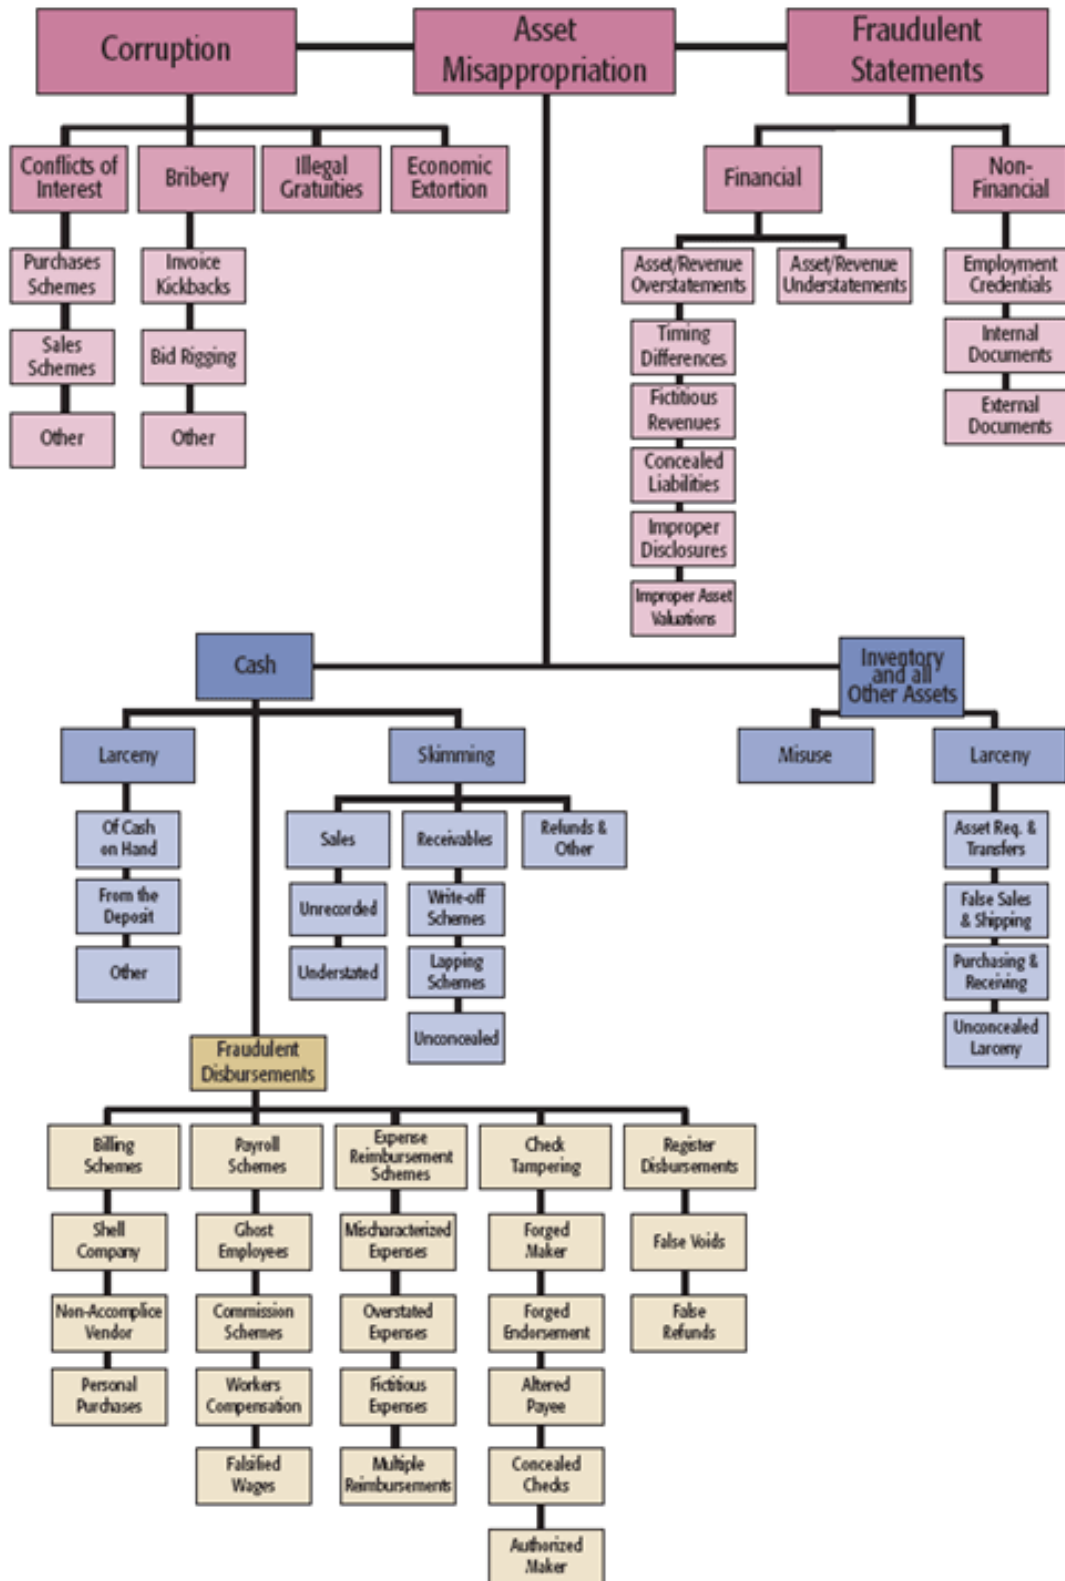 Corruption
Asset
Misappropriation
Fraudulent
Statements
Conflicts of
Interest
Bribery
Illegal
Gratuities
Economic
Extortion
Financial
Non-
Financial
Purchases
Schemes
Invoice
Kickbacks
Asset/Revenue
Overstatements
Asset/Revenue
Understatements
Employment
Credentials
Sales
Schemes
Bid Rigging
Timing
Differences
Internal
Documents
Other
Other
Fictitious
Revenues
External
Documents
Concealed
Liabilities
Improper
Disclosures
Improper Asset
Valuations
Cash
Inventory
and all
Other Assets
Larceny
Skimming
Misuse
Larceny
Of Cash
on Hand
Sales
Receivables
Refunds &
Other
Asset Req. &
Transfers
From the
Deposit
Unrecorded
Write-off
Schemes
False Sales
& Shipping
Other
Understated
Lapping
Schemes
Purchasing &
Receiving
Unconcealed
Unconcealed
Larceny
Fraudulent
Disbursements
Billing
Schemes
Payroll
Schemes
Expense
Reimbursement
Schemes
Check
Tampering
Register
Disbursements
Shell
Company
Ghost
Employees
Mischaracterized
Expenses
Forged
Maker
False Voids
Non-Accomplice
Vendor
Commission
Schemes
Overstated
Expenses
Forged
Endorsement
False
Refunds
Personal
Purchases
Workers
Compensation
Fictitious
Expenses
Altered
Payee
Falsified
Wages
Multiple
Reimbursements
Concealed
Checks
Authorized
Maker